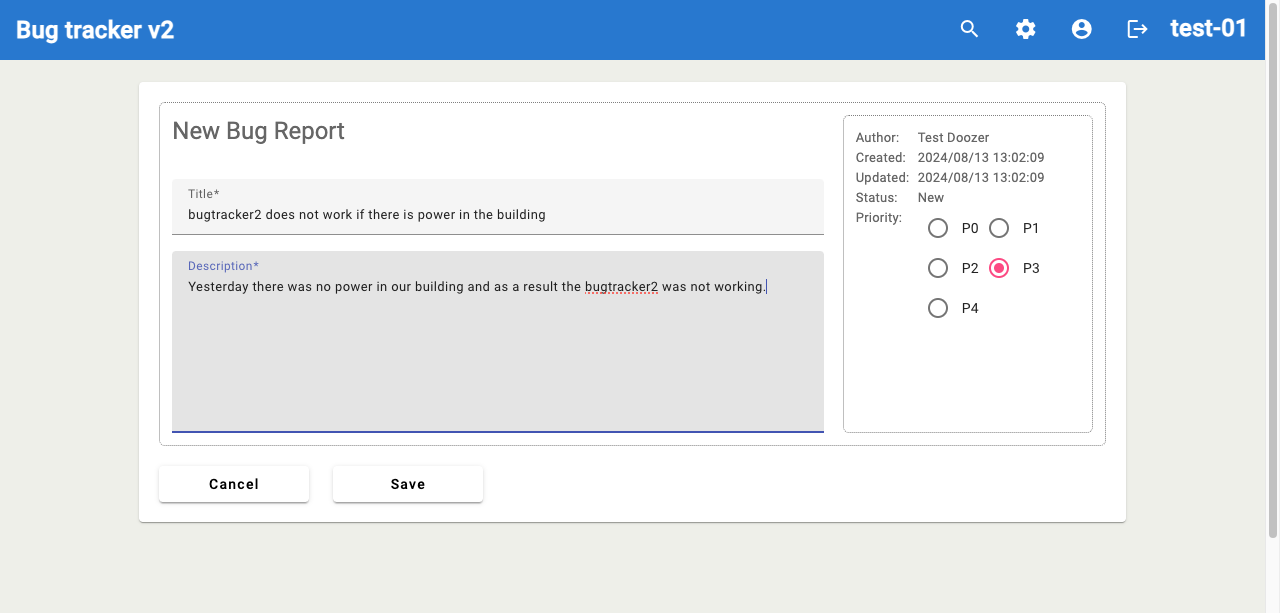 Bug tracker v2
test-01
New Bug Report
Title*
bugtracker2 does not work if there is power in the building
Description*
Yesterday there was no power in our building and as a result the bugtracker2 was not working.
Author: Test Doozer
Created: 2024/08/13 13:02:09
Updated: 2024/08/13 13:02:09
Status: New
Priority:
P0 P1
P2 P3
P4
Cancel Save